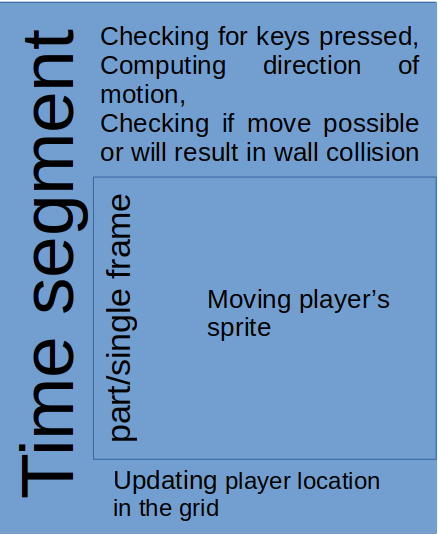 Time segment
Checking for keys pressed,
Computing direction of
motion,
Checking if move possible
or will result in wall collision
part/single frame
Moving player’s
sprite
Updating player location
in the grid